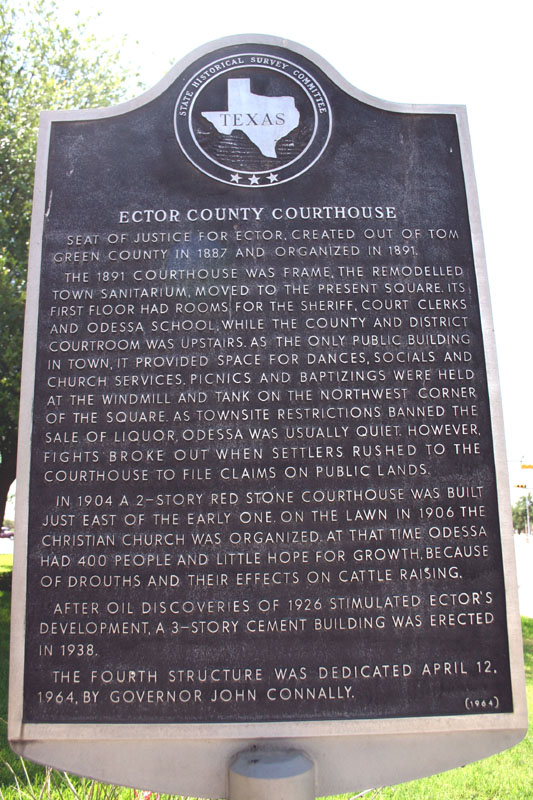 STATE HISTORICAL SURVEY COMMITTEE
TEXAS
ECTOR COUNTY COURTHOUSE
SEAT OF JUSTICE FOR ECTOR, CREATED OUT OF TOM
GREEN COUNTY IN 1887 AND ORGANIZED IN 1891.
THE 1891 COURTHOUSE WAS FRAME, THE REMODELLED
TOWN SANITARIUM, MOVED TO THE PRESENT SQUARE. ITS
FIRST FLOOR HAD ROOMS FOR THE SHERIFF, COURT CLERKS
AND ODESSA SCHOOL, WHILE THE COUNTY AND DISTRICT
COURTROOM WAS UPSTAIRS. AS THE ONLY PUBLIC BUILDING
IN TOWN, IT PROVIDED SPACE FOR DANCES, SOCIALS AND
CHURCH SERVICES. PICNICS AND BAPTIZINGS WERE HELD
AT THE WINDMILL AND TANK ON THE NORTHWEST CORNER
OF THE SQUARE. AS TOWNSITE RESTRICTIONS BANNED THE
SALE OF LIQUOR, ODESSA WAS USUALLY QUIET. HOWEVER,
FIGHTS BROKE OUT WHEN SETTLERS RUSHED TO THE
COURTHOUSE TO FILE CLAIMS ON PUBLIC LANDS.
IN 1904 A 2-STORY RED STONE COURTHOUSE WAS BUILT
JUST EAST OF THE EARLY ONE. ON THE LAWN IN 1906 THE
CHRISTIAN CHURCH WAS ORGANIZED. AT THAT TIME ODESSA
HAD 400 PEOPLE AND LITTLE HOPE FOR GROWTH, BECAUSE
OF DROUTHS AND THEIR EFFECTS ON CATTLE RAISING.
AFTER OIL DISCOVERIES OF 1926 STIMULATED ECTOR'S
DEVELOPMENT, A 3-STORY CEMENT BUILDING WAS ERECTED
IN 1938.
THE FOURTH STRUCTURE WAS DEDICATED APRIL 12,
1964, BY GOVERNOR JOHN CONNALLY.
(1964)